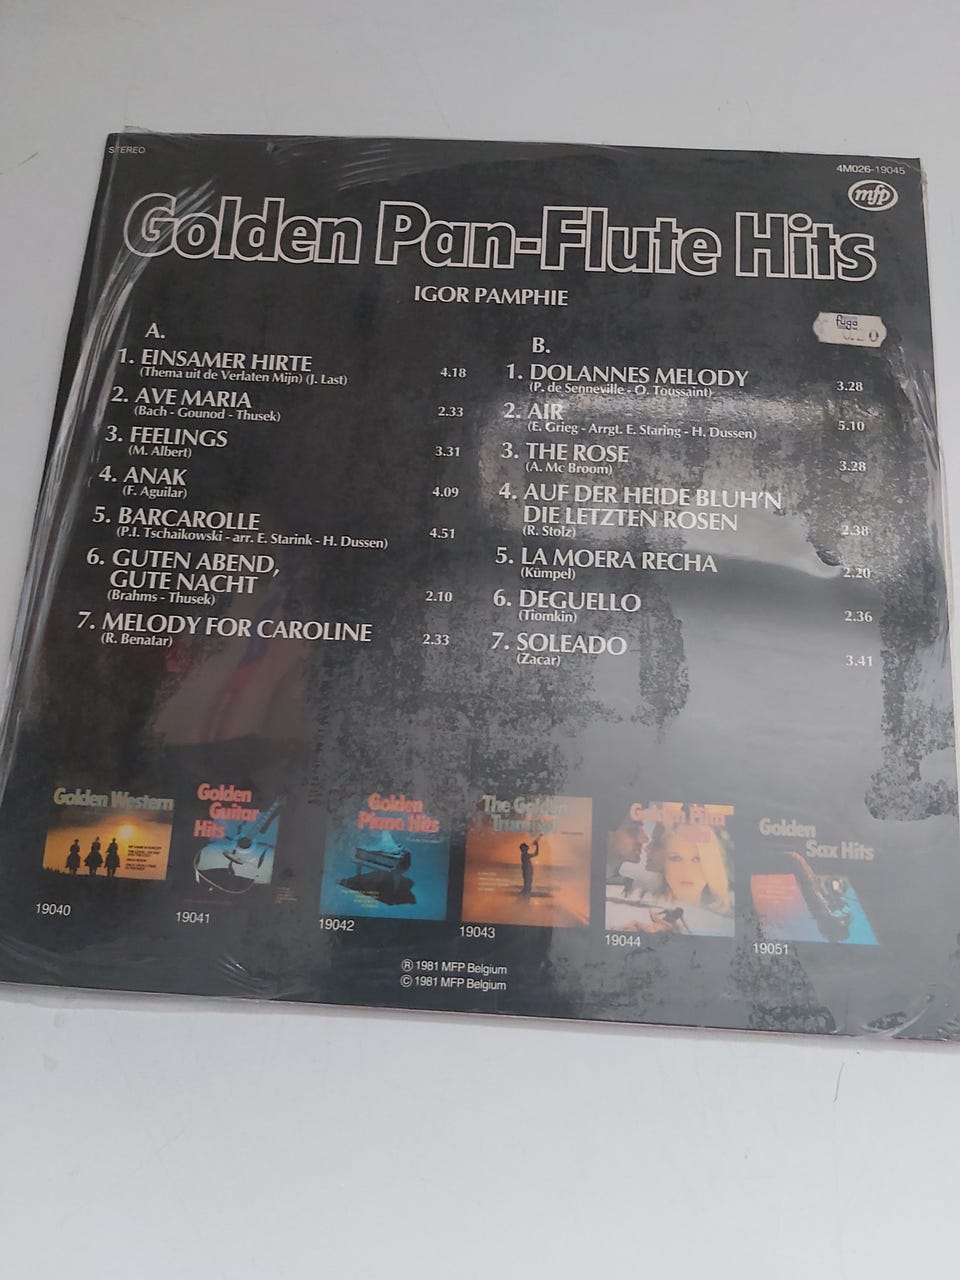 STEREO
4M026-19045
mfp
Golden Pan-Flute Hits
IGOR PAMPHIE
A.
1. EINSAMER HIRTE 4.18
(Thema uit de Verlaten Mijn) (J. Last)
2. AVE MARIA 2.33
(Bach - Gounod - Thusek)
3. FEELINGS 3.31
(M. Albert)
4. ANAK 4.09
(F. Aguilar)
5. BARCAROLLE 4.51
(P.I. Tschaikowski - arr. E. Starink - H. Dussen)
6. GUTEN ABEND,
GUTE NACHT 2.10
(Brahms - Thusek)
7. MELODY FOR CAROLINE 2.33
(R. Benatar)
fuga
B.
1. DOLANNES MELODY 3.28
(P. de Senneville - O. Toussaint)
2. AIR 5.10
(E. Grieg - Arrgt. E. Staring - H. Dussen)
3. THE ROSE 3.28
(A. Mc Broom)
4. AUF DER HEIDE BLUH'N
DIE LETZTEN ROSEN 2.38
(R. Stolz)
5. LA MOERA RECHA 2.20
(Kümpel)
6. DEGUELLO 2.36
(Tiomkin)
7. SOLEADO 3.41
(Zacar)
Golden Western
19040
Golden
Guitar
Hits
19041
Golden
Piano Hits
19042
The Golden
Trumpet
19043
Golden Film
19044
Golden
Sax Hits
19051
Ⓡ 1981 MFP Belgium
© 1981 MFP Belgium